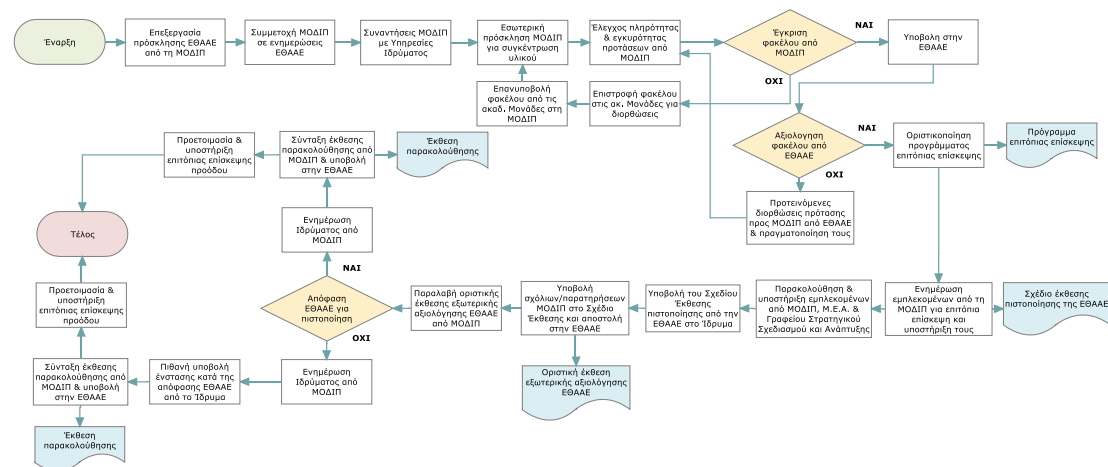 Έναρξη
Επεξεργασία
πρόσκλησης ΕΘΑΑΕ
από τη ΜΟΔΙΠ
Συμμετοχή ΜΟΔΙΠ
σε ενημερώσεις
ΕΘΑΑΕ
Συναντήσεις ΜΟΔΙΠ
με Υπηρεσίες
Ιδρύματος
Εσωτερική
πρόσκληση ΜΟΔΙΠ
για συγκέντρωση
υλικού
Έλεγχος πληρότητας
& εγκυρότητας
προτάσεων από
ΜΟΔΙΠ
Έγκριση
φακέλου από
ΜΟΔΙΠ
ΝΑΙ
Υποβολη στην
ΕΘΑΑΕ
ΟΧΙ
Επανυποβολή
φακέλου από τις
ακαδ. Μονάδες στη
ΜΟΔΙΠ
Επιστροφή φακέλου
στις ακ. Μονάδες για
διορθώσεις
Αξιολογηση
φακέλου από
ΕΘΑΑΕ
ΝΑΙ
Οριστικοποίηση
προγράμματος
επιτόπιας επίσκεψης
Πρόγραμμα
επιτόπιας επίσκεψης
ΟΧΙ
Προτεινόμενες
διορθώσεις πρότασης
προς ΜΟΔΙΠ από ΕΘΑΑΕ
& πραγματοποίηση τους
Προετοιμασία &
υποστήριξη
επιτόπιας επίσκεψης
προόδου
Σύνταξη έκθεσης
παρακολούθησης από
ΜΟΔΙΠ & υποβολή
στην ΕΘΑΑΕ
Έκθεση
παρακολούθησης
Τέλος
Ενημέρωση
Ιδρύματος από
ΜΟΔΙΠ
ΝΑΙ
Προετοιμασία &
υποστήριξη
επιτόπιας επίσκεψης
προόδου
Απόφαση
ΕΘΑΑΕ για
πιστοποίηση
Παραλαβή οριστικής
έκθεσης εξωτερικής
αξιολόγησης ΕΘΑΑΕ
από ΜΟΔΙΠ
Υποβολή
σχόλιων/παρατηρήσεων
ΜΟΔΙΠ στο Σχέδιο
Έκθεσης και αποστολή
στην ΕΘΑΑΕ
Υποβολή του Σχεδίου
Έκθεσης
πιστοποίησης από την
ΕΘΑΑΕ στο Ίδρυμα
Παρακολούθηση &
υποστήριξη εμπλεκομένων
από ΜΟΔΙΠ, Μ.Ε.Α. &
Γραφείου Στρατηγικού
Σχεδιασμού και Ανάπτυξης
Ενημέρωση
εμπλεκομένων από τη
ΜΟΔΙΠ για επιτόπια
επίσκεψη και
υποστήριξη τους
Σχέδιο έκθεσης
πιστοποίησης της ΕΘΑΑΕ
ΟΧΙ
Σύνταξη έκθεσης
παρακολούθησης από
ΜΟΔΙΠ & υποβολή
στην ΕΘΑΑΕ
Πιθανή υποβολή
ένστασης κατά της
απόφασης ΕΘΑΑΕ
από το Ίδρυμα
Ενημέρωση
Ιδρύματος από
ΜΟΔΙΠ
Οριστική έκθεση
εξωτερικής αξιολόγησης
ΕΘΑΑΕ
Έκθεση
παρακολούθησης